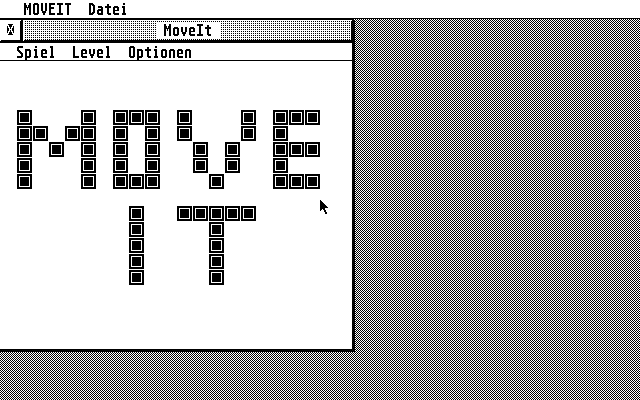 MOVEIT Datei
MoveIt
Spiel Level Optionen
MOVE
IT